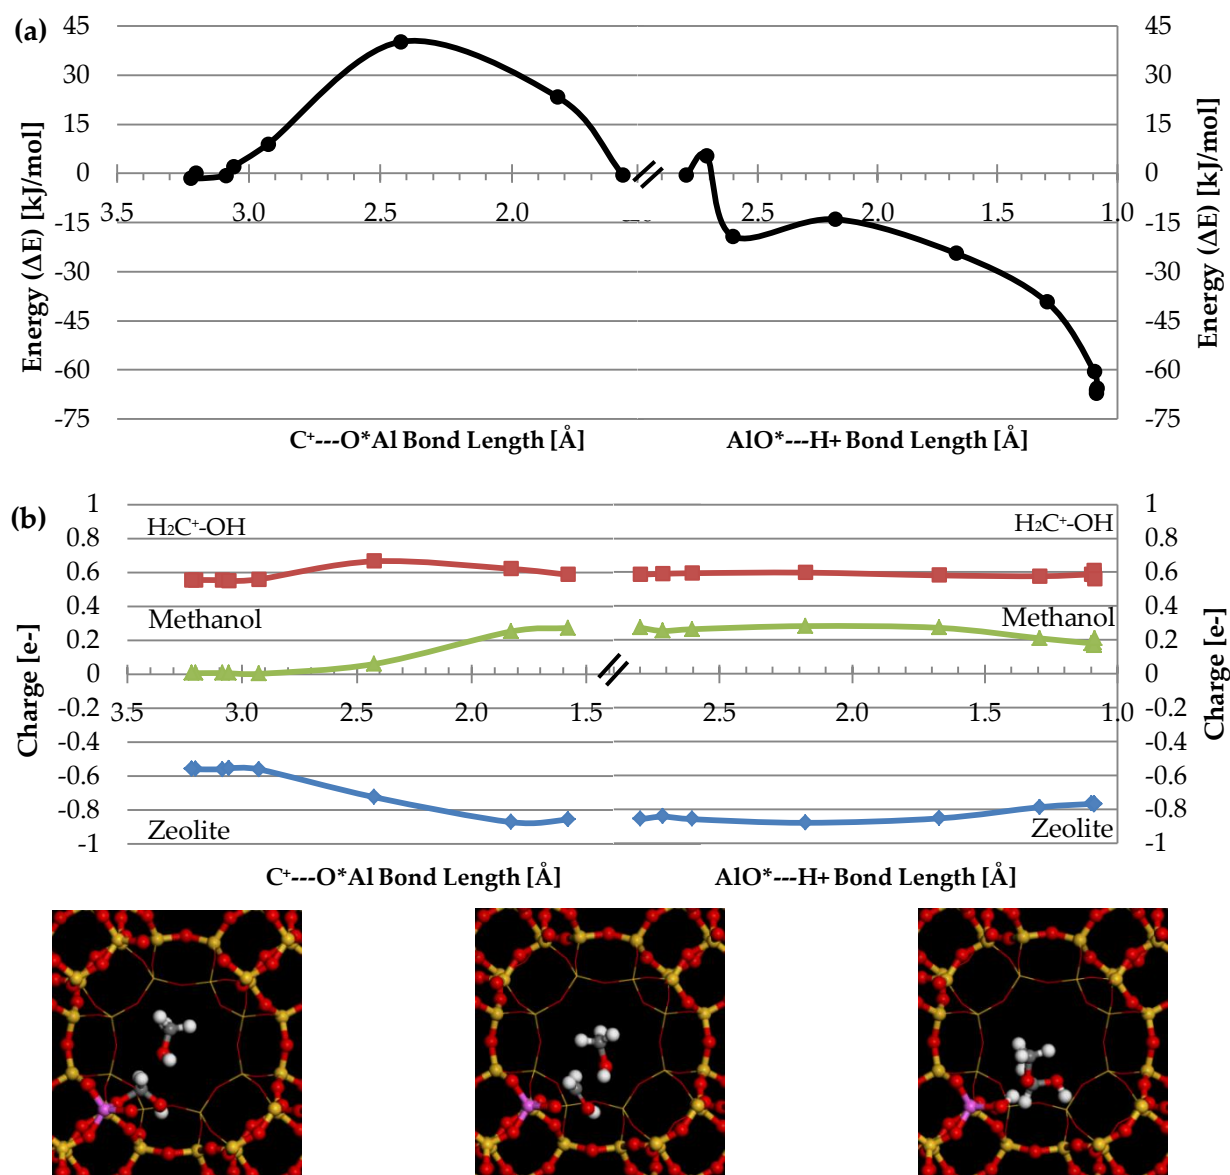 (a)
45 45
30 30
15 15
0 0
-15 -15
-30 -30
-45 -45
-60 -60
-75 -75
Energy (ΔE) [kJ/mol]
Energy (ΔE) [kJ/mol]
3.5 3.0 2.5 2.0 2.5 2.0 1.5 1.0
C⁺---O*Al Bond Length [Å] AlO*---H+ Bond Length [Å]
(b)
1 1
0.8 0.8
0.6 0.6
0.4 0.4
0.2 0.2
0 0
-0.2 -0.2
-0.4 -0.4
-0.6 -0.6
-0.8 -0.8
-1 -1
Charge [e-]
Charge [e-]
H₂C⁺-OH H₂C⁺-OH
Methanol Methanol
3.5 3.0 2.5 2.0 1.5 2.5 2.0 1.5 1.0
Zeolite Zeolite
C⁺---O*Al Bond Length [Å] AlO*---H+ Bond Length [Å]